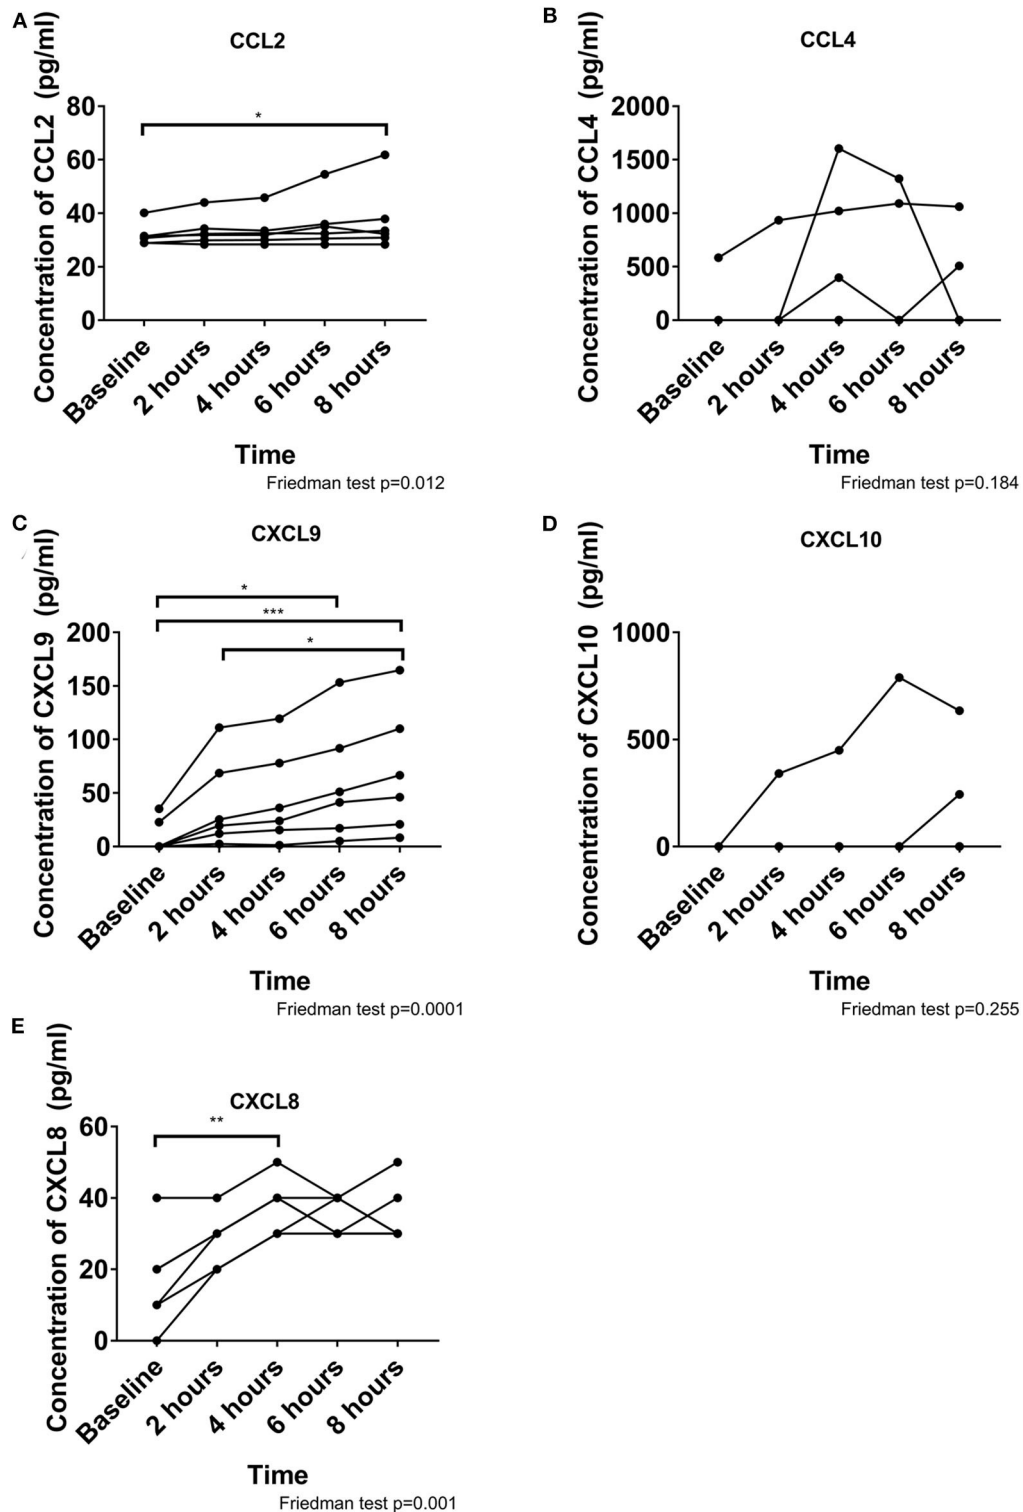 A
CCL2
Concentration of CCL2 (pg/ml)
80
60
40
20
0
*
Baseline
2 hours
4 hours
6 hours
8 hours
Time
Friedman test p=0.012
B
CCL4
Concentration of CCL4 (pg/ml)
2000
1500
1000
500
0
Baseline
2 hours
4 hours
6 hours
8 hours
Time
Friedman test p=0.184
C
CXCL9
Concentration of CXCL9 (pg/ml)
*
***
*
200
150
100
50
0
Baseline
2 hours
4 hours
6 hours
8 hours
Time
Friedman test p=0.0001
D
CXCL10
Concentration of CXCL10 (pg/ml)
1000
500
0
Baseline
2 hours
4 hours
6 hours
8 hours
Time
Friedman test p=0.255
E
CXCL8
Concentration of CXCL8 (pg/ml)
**
60
40
20
0
Baseline
2 hours
4 hours
6 hours
8 hours
Time
Friedman test p=0.001